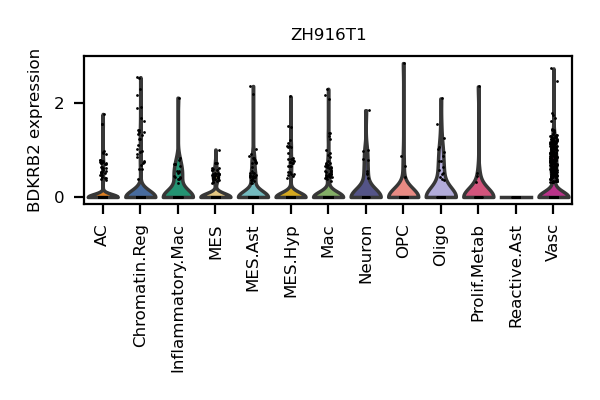 ZH916T1
BDKRB2 expression
2
0
AC
Chromatin.Reg
Inflammatory.Mac
MES
MES.Ast
MES.Hyp
Mac
Neuron
OPC
Oligo
Prolif.Metab
Reactive.Ast
Vasc